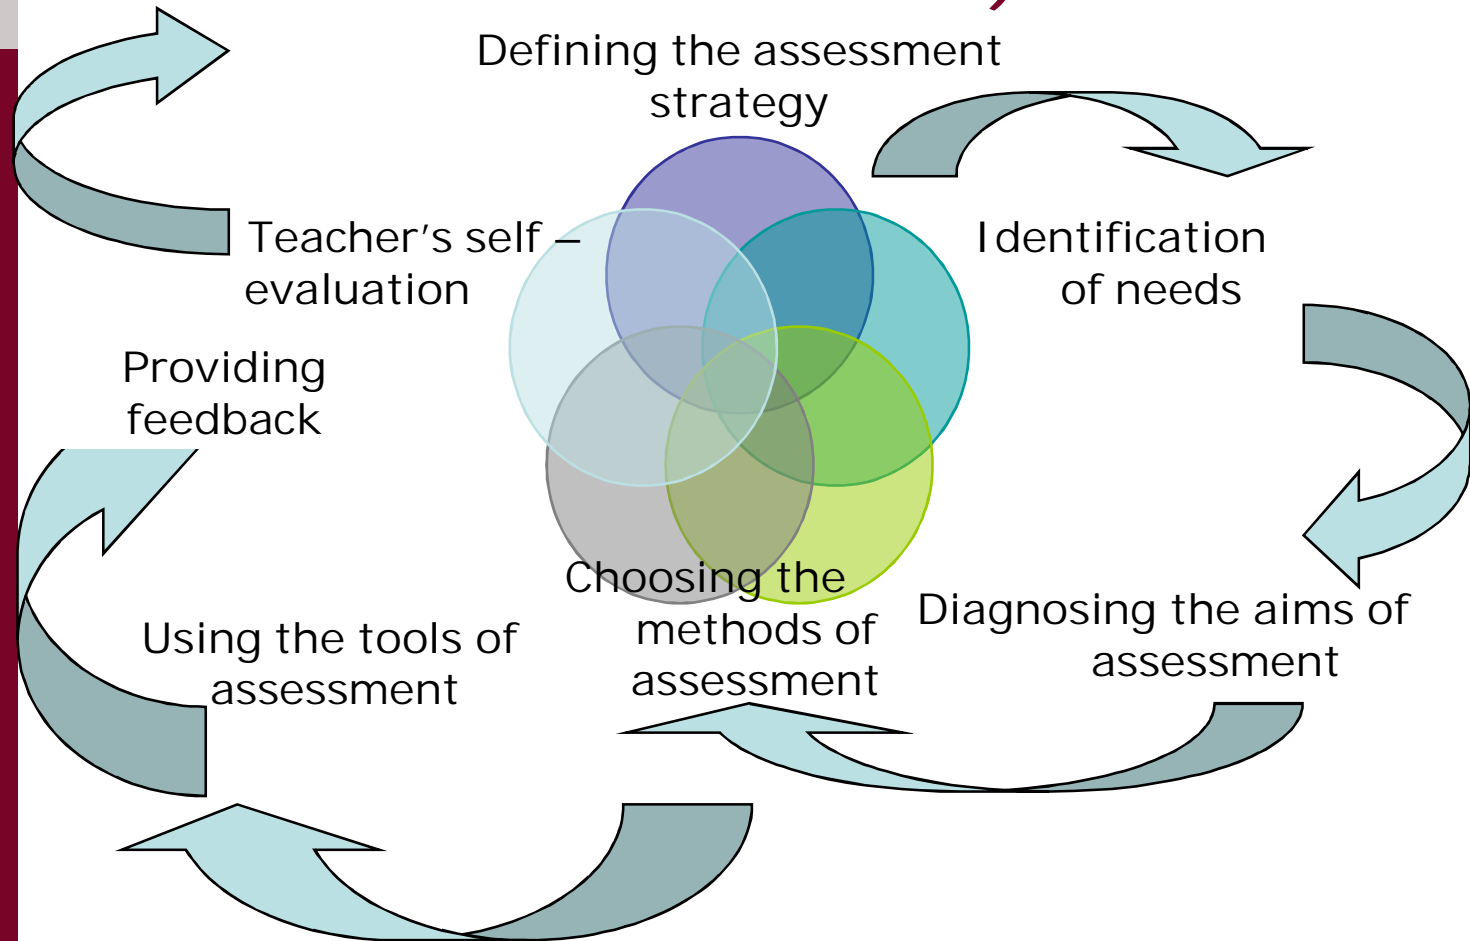 Defining the assessment
strategy
Identification
of needs
Diagnosing the aims of
assessment
Choosing the
methods of
assessment
Using the tools of
assessment
Providing
feedback
Teacher's self –
evaluation